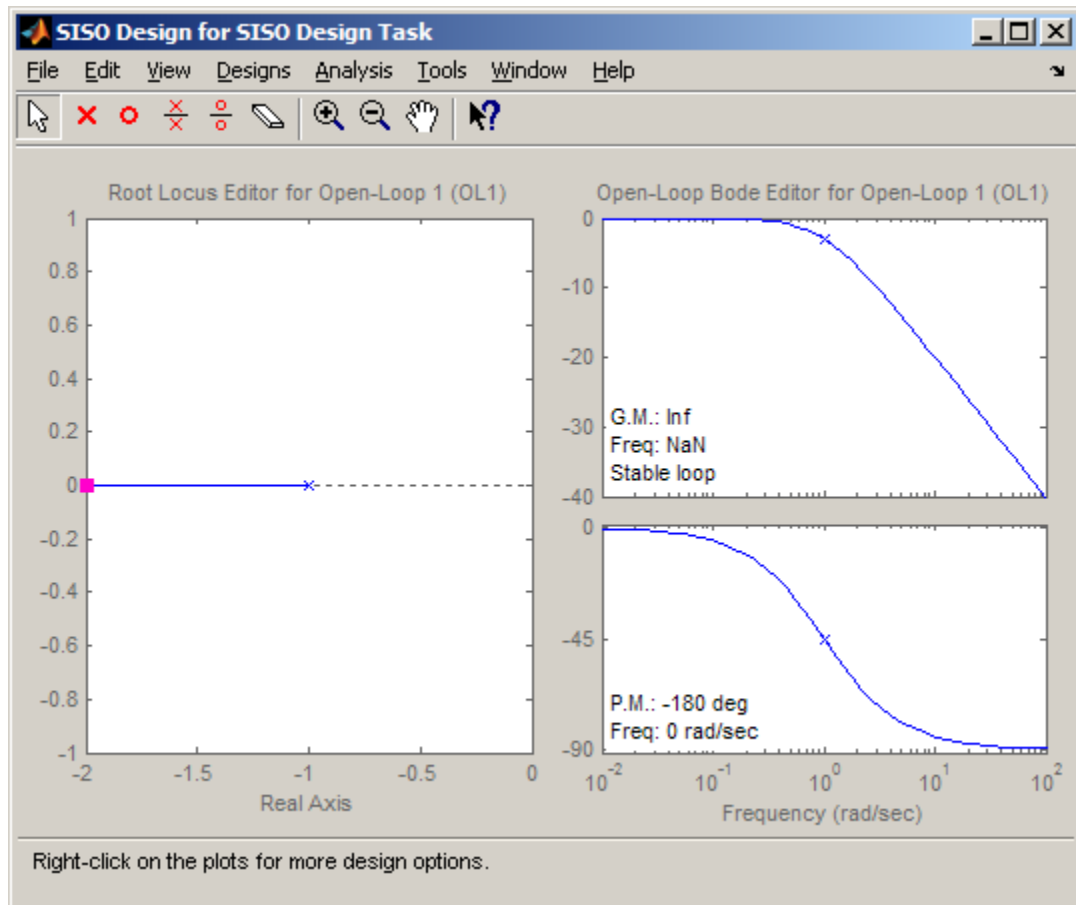 SISO Design for SISO Design Task
File Edit View Designs Analysis Tools Window Help
Root Locus Editor for Open-Loop 1 (OL1)
1
0.8
0.6
0.4
0.2
0
-0.2
-0.4
-0.6
-0.8
-1
-2 -1.5 -1 -0.5 0
Real Axis
Open-Loop Bode Editor for Open-Loop 1 (OL1)
0
-10
-20
-30
-40
G.M.: Inf
Freq: NaN
Stable loop
0
-45
-90
P.M.: -180 deg
Freq: 0 rad/sec
10^-2 10^-1 10^0 10^1 10^2
Frequency (rad/sec)
Right-click on the plots for more design options.